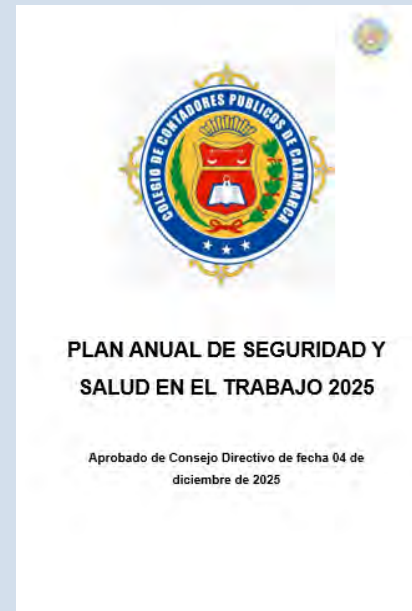 COLEGIO DE CONTADORES PUBLICOS DE CAJAMARCA
PLAN ANUAL DE SEGURIDAD Y
SALUD EN EL TRABAJO 2025
Aprobado de Consejo Directivo de fecha 04 de
diciembre de 2025